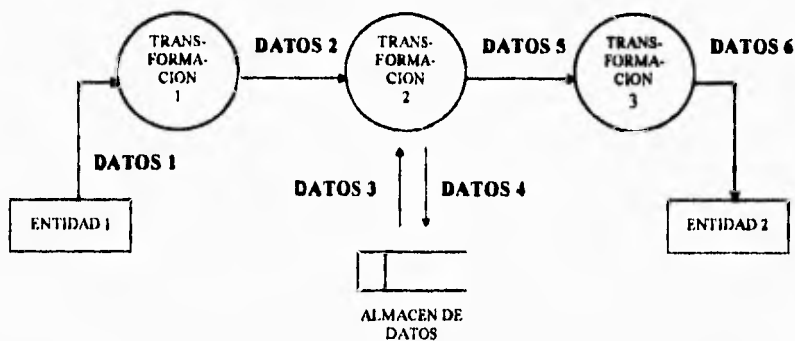 TRANS-
FORMA-
CION
1
DATOS 2
TRANS-
FORMA-
CION
2
DATOS 5
TRANS-
FORMA-
CION
3
DATOS 6
DATOS 1
DATOS 3
DATOS 4
ENTIDAD 1
ENTIDAD 2
ALMACEN DE
DATOS